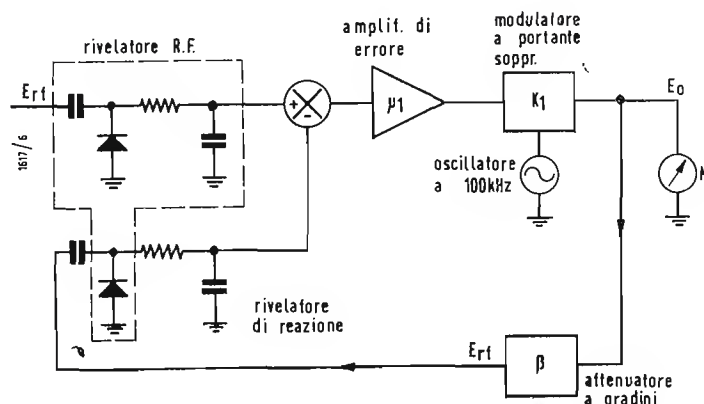 amplif. di
errore
modulatore
a portante
soppr.
rivelatore R.F.
Erf
+
-
μ1
K1
Eo
1617/6
oscillatore
a 100kHz
M
rivelatore
di reazione
Erf
β
attenuatore
a gradini